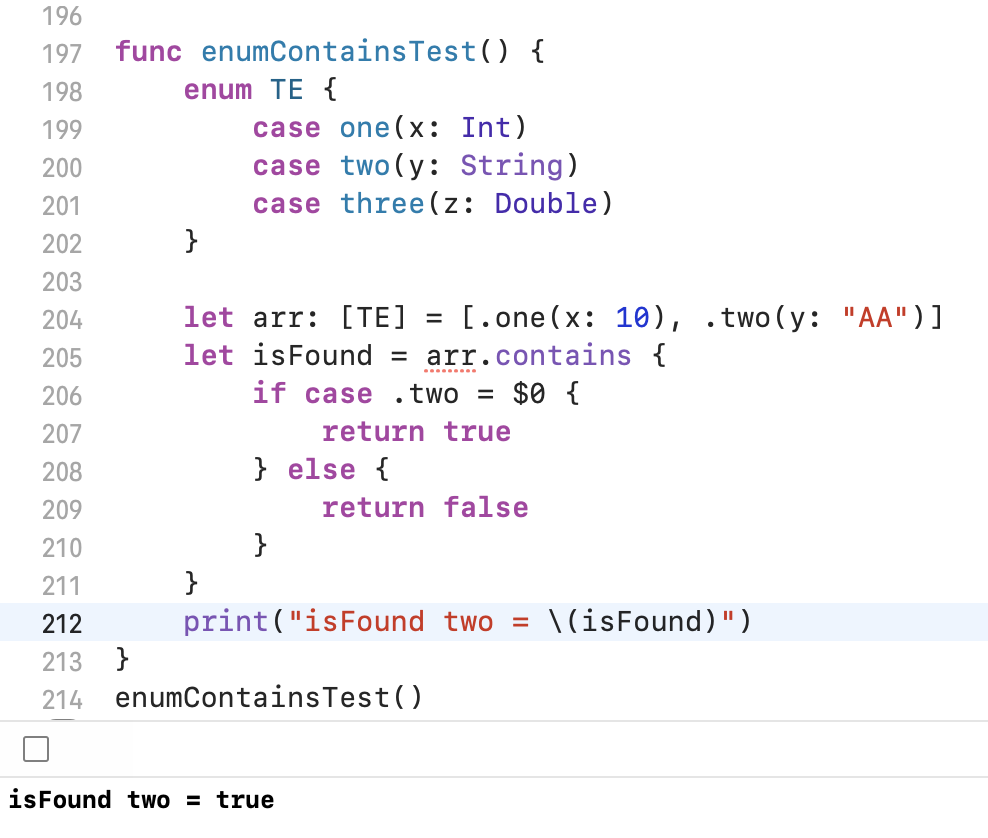 196
197 func enumContainsTest() {
198     enum TE {
199         case one(x: Int)
200         case two(y: String)
201         case three(z: Double)
202     }
203
204     let arr: [TE] = [.one(x: 10), .two(y: "AA")]
205     let isFound = arr.contains {
206         if case .two = $0 {
207             return true
208         } else {
209             return false
210         }
211     }
212     print("isFound two = \(isFound)")
213 }
214 enumContainsTest()
isFound two = true